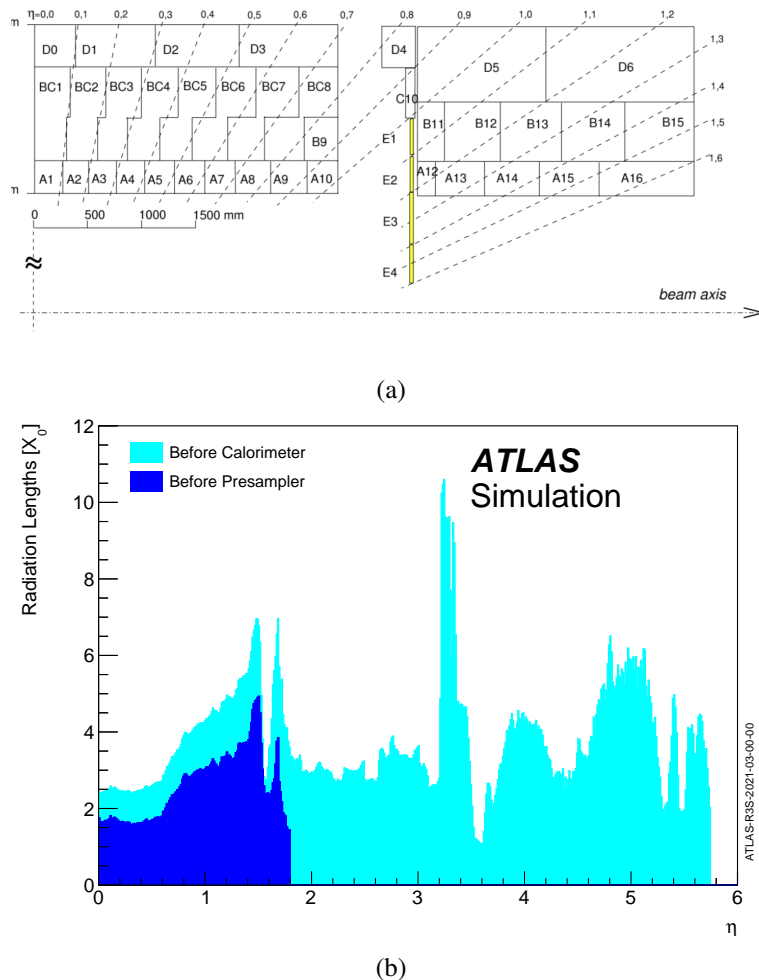 η=0,0 0,1 0,2 0,3 0,4 0,5 0,6 0,7 0,8 0,9 1,0 1,1 1,2
m
1,3
D0 D1 D2 D3 D4
D5 D6
BC1 BC2 BC3 BC4 BC5 BC6 BC7 BC8
1,4
C10
B11 B12 B13 B14 B15
1,5
E1
B9
1,6
A12 A13 A14 A15 A16
A1 A2 A3 A4 A5 A6 A7 A8 A9 A10
E2
m
0 500 1000 1500 mm
E3
E4
≈
beam axis
(a)
Radiation Lengths [X0]
12
10
8
6
4
2
0
Before Calorimeter
Before Presampler
ATLAS
Simulation
ATLAS-R3S-2021-03-00-00
0 1 2 3 4 5 6
η
(b)